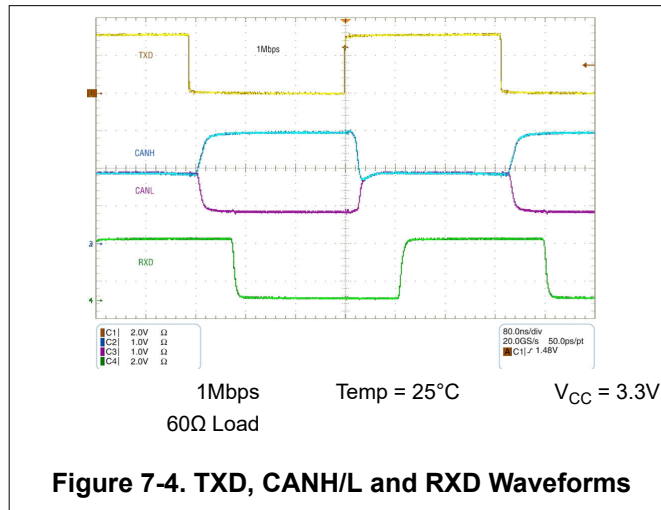 TXD
1Mbps
CANH
CANL
RXD
C1 2.0V Ω
C2 1.0V Ω
C3 1.0V Ω
C4 2.0V Ω
80.0ns/div
20.0GS/s 50.0ps/pt
A C1 1.48V
1Mbps Temp = 25°C VCC = 3.3V
60Ω Load
Figure 7-4. TXD, CANH/L and RXD Waveforms